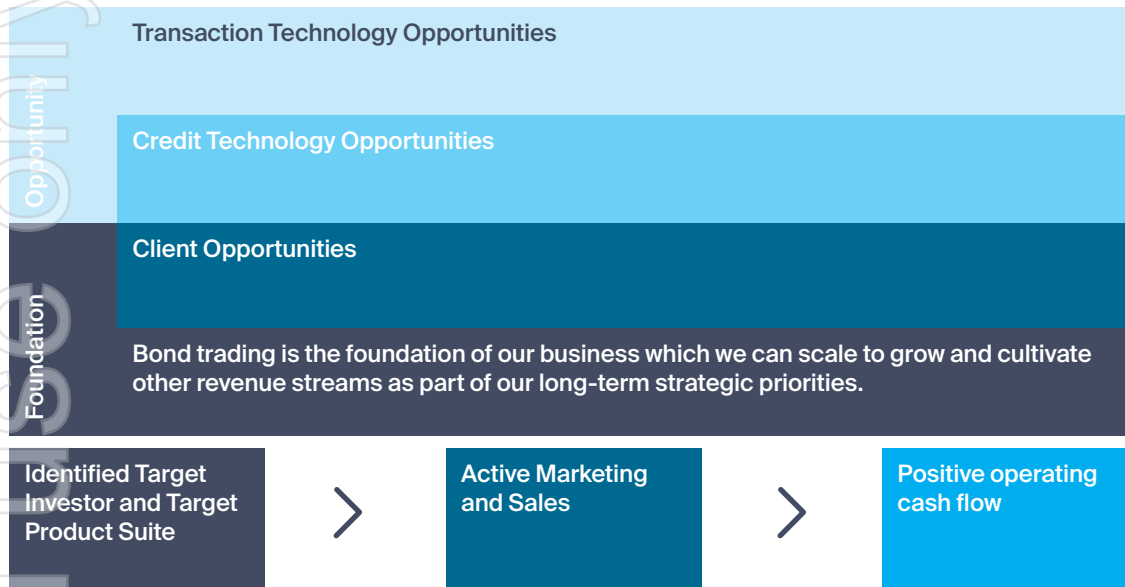 Transaction Technology Opportunities
Opportunity
Credit Technology Opportunities
Client Opportunities
Foundation
Bond trading is the foundation of our business which we can scale to grow and cultivate
other revenue streams as part of our long-term strategic priorities.
Identified Target
Investor and Target
Product Suite
Active Marketing
and Sales
Positive operating
cash flow
use only